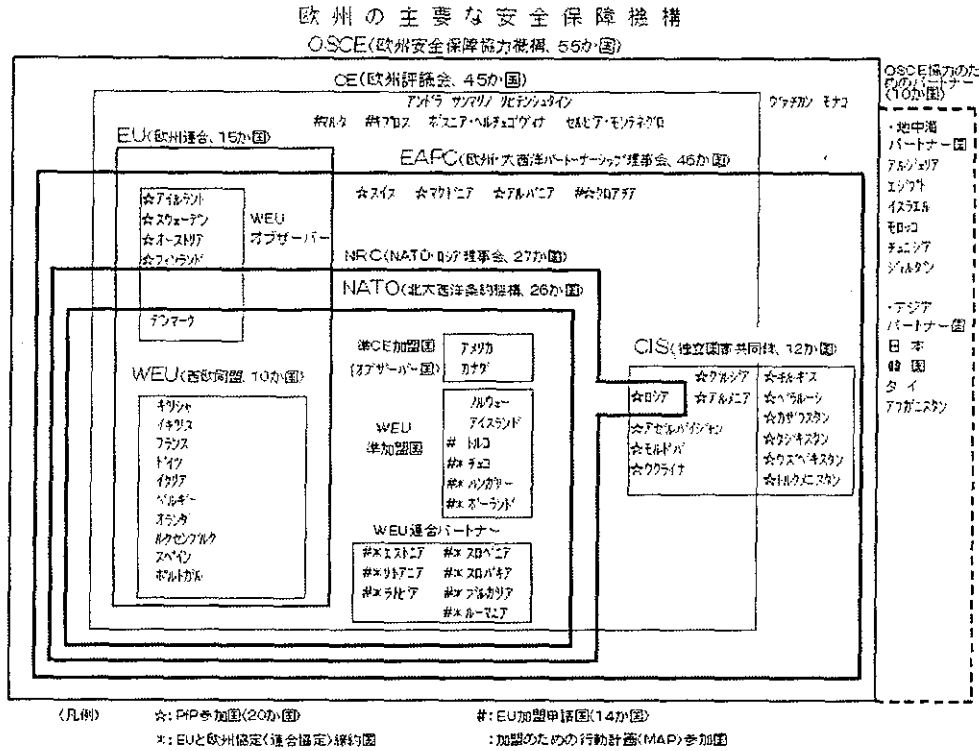 欧州の主要な安全保障機構
OSCE(欧州安全保障協力機構、55か国)
CE(欧州評議会、45か国)
アンドラ サンマリノ リヒテンシュタイン
#マルタ #キプロス ボスニア・ヘルチェゴヴィナ セルビア・モンテネグロ
ヴァチカン モナコ
OSCE協力のた
めのパートナー
(10か国)
・地中海
パートナー国
アルジェリア
エジプト
イスラエル
モロッコ
チュニジア
ジョルダン
・アジア
パートナー国
日本
韓国
タイ
アフガニスタン
EU(欧州連合、15か国)
EAPC(欧州・大西洋パートナーシップ理事会、46か国)
☆スイス ☆マケドニア ☆アルバニア #☆クロアチア
☆アイルランド
☆スウェーデン
☆オーストリア
☆フィンランド
デンマーク
WEU
オブザーバー
NRC(NATO・ロシア理事会、27か国)
NATO(北大西洋条約機構、26か国)
準CE加盟国
(オブザーバー国)
アメリカ
カナダ
WEU(西欧同盟、10か国)
ギリシャ
イギリス
フランス
ドイツ
イタリア
ベルギー
オランダ
ルクセンブルク
スペイン
ポルトガル
WEU
準加盟国
ノルウェー
アイスランド
# トルコ
#* チェコ
#* ハンガリー
#* ポーランド
WEU連合パートナー
#*エストニア #*スロベニア
#*リトアニア #*スロバキア
#*ラトビア #*ブルガリア
#*ルーマニア
CIS(独立国家共同体、12か国)
☆グルジア ☆キルギス
☆ロシア ☆アルメニア ☆ベラルーシ
☆カザフスタン
☆アゼルバイジャン ☆タジキスタン
☆モルドバ ☆ウズベキスタン
☆ウクライナ ☆トルクメニスタン
(凡例) ☆:PfP参加国(20か国) #:EU加盟申請国(14か国)
*:EUと欧州協定(連合協定)締約国 :加盟のための行動計画(MAP)参加国